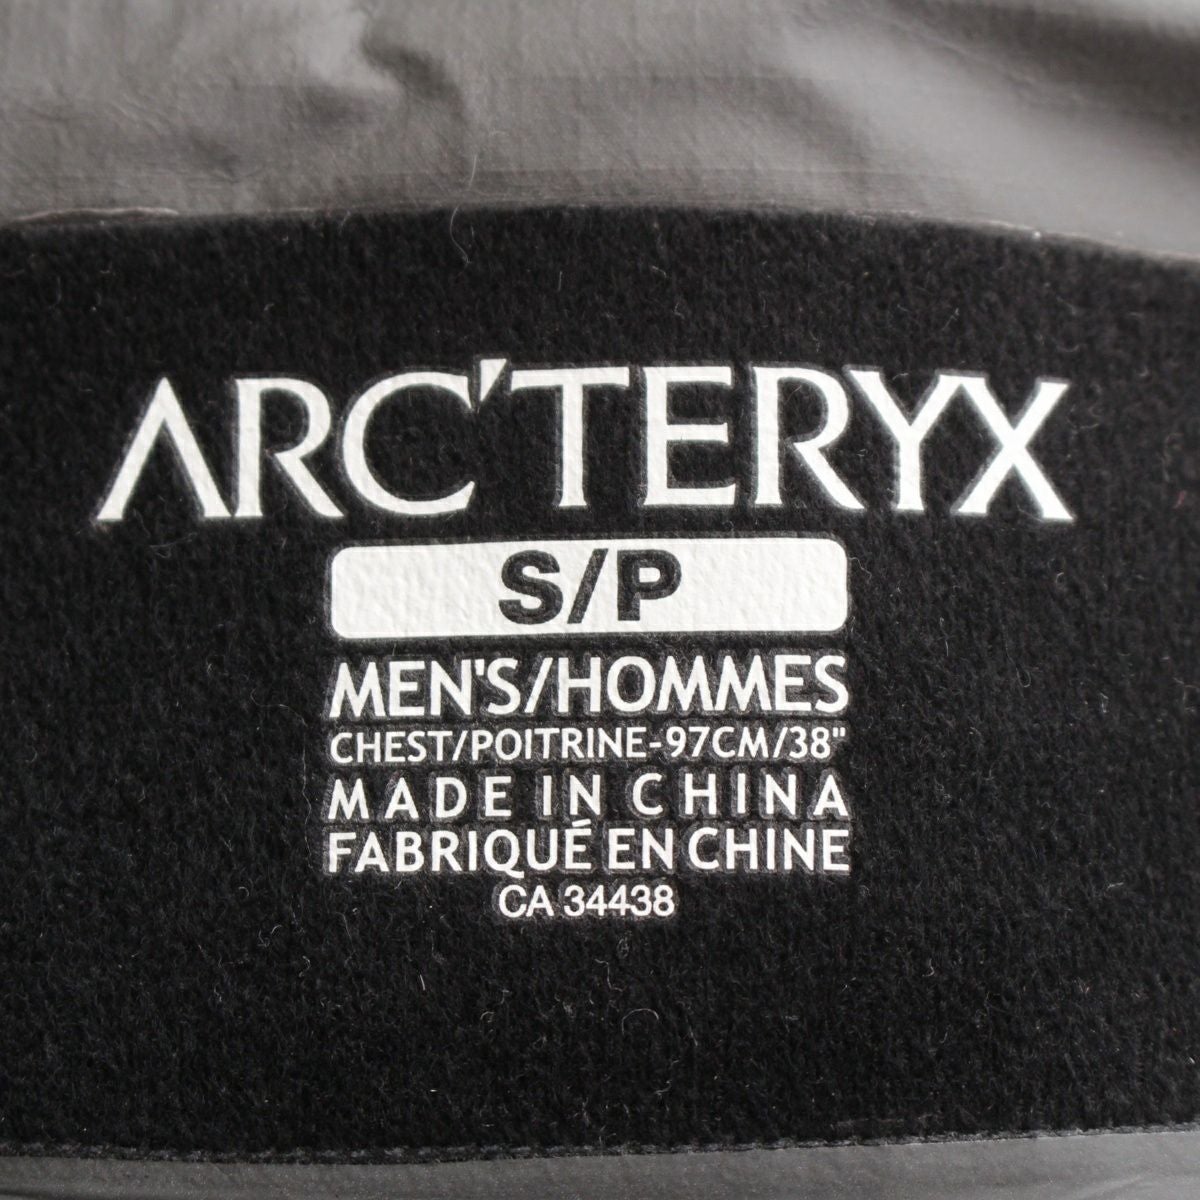 ARC'TERYX
S/P
MEN'S/HOMMES
CHEST/POITRINE-97CM/38"
MADE IN CHINA
FABRIQUÉ EN CHINE
CA 34438